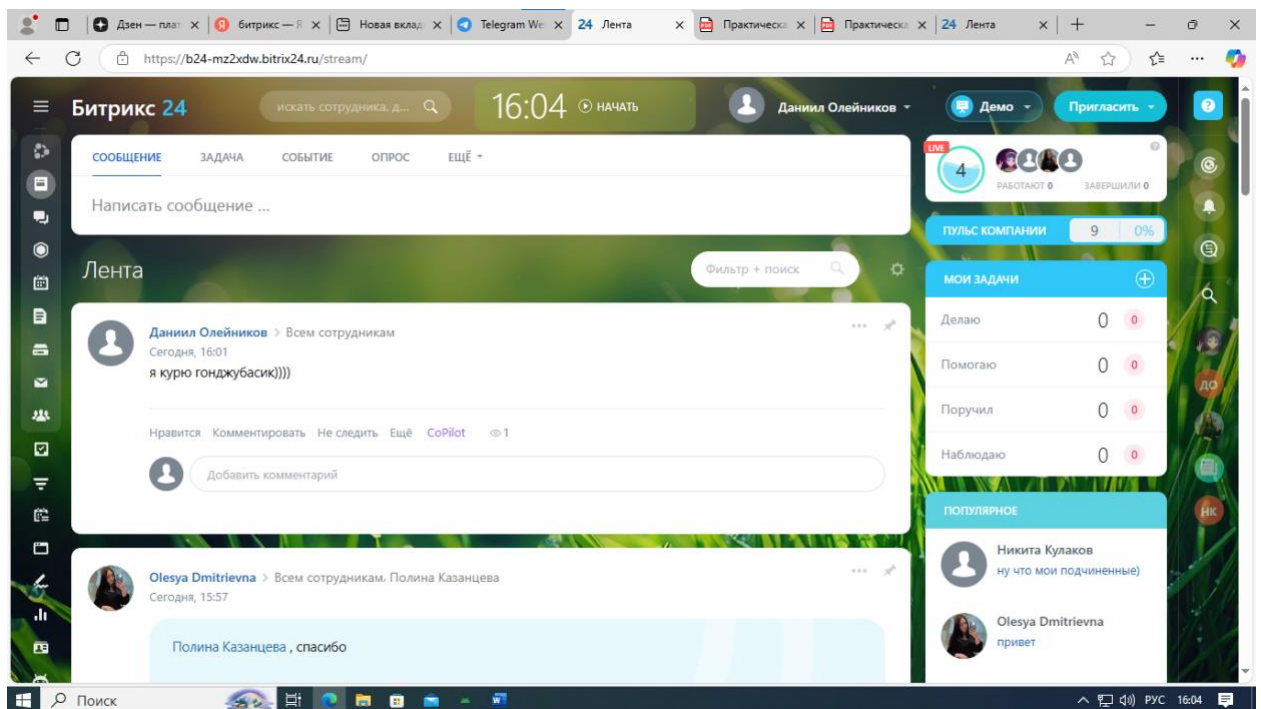 Дзен — плат
битрикс — Я
Новая вклад
Telegram We
24 Лента
Практическа
Практическа
24 Лента
https://b24-mz2xdw.bitrix24.ru/stream/
Битрикс 24
искать сотрудника, д...
16:04 НАЧАТЬ
Даниил Олейников
Демо
Пригласить
СООБЩЕНИЕ ЗАДАЧА СОБЫТИЕ ОПРОС ЕЩЁ
Написать сообщение ...
LIVE
4
РАБОТАЮТ 0 ЗАВЕРШИЛИ 0
ПУЛЬС КОМПАНИИ 9 0%
Лента
Фильтр + поиск
МОИ ЗАДАЧИ
Делаю 0 0
Помогаю 0 0
Поручил 0 0
Наблюдаю 0 0
Даниил Олейников > Всем сотрудникам
Сегодня, 16:01
я курю гонджубасик))))
Нравится Комментировать Не следить Ещё CoPilot 1
Добавить комментарий
Olesya Dmitrievna > Всем сотрудникам, Полина Казанцева
Сегодня, 15:57
Полина Казанцева , спасибо
ПОПУЛЯРНОЕ
Никита Кулаков
ну что мои подчиненные)
Olesya Dmitrievna
привет
ДО
НК
Поиск
РУС 16:04